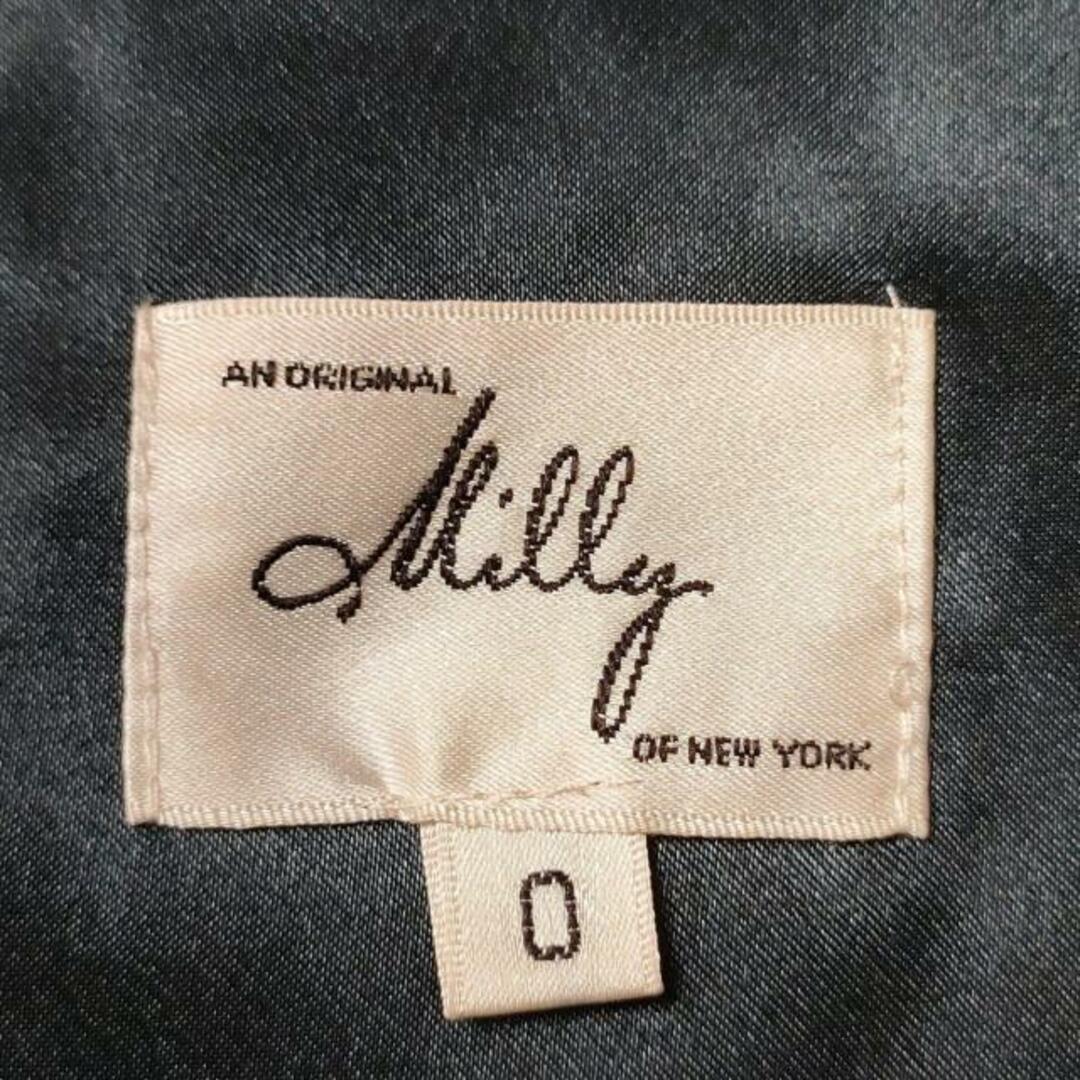 AN ORIGINAL
Milly
OF NEW YORK
0